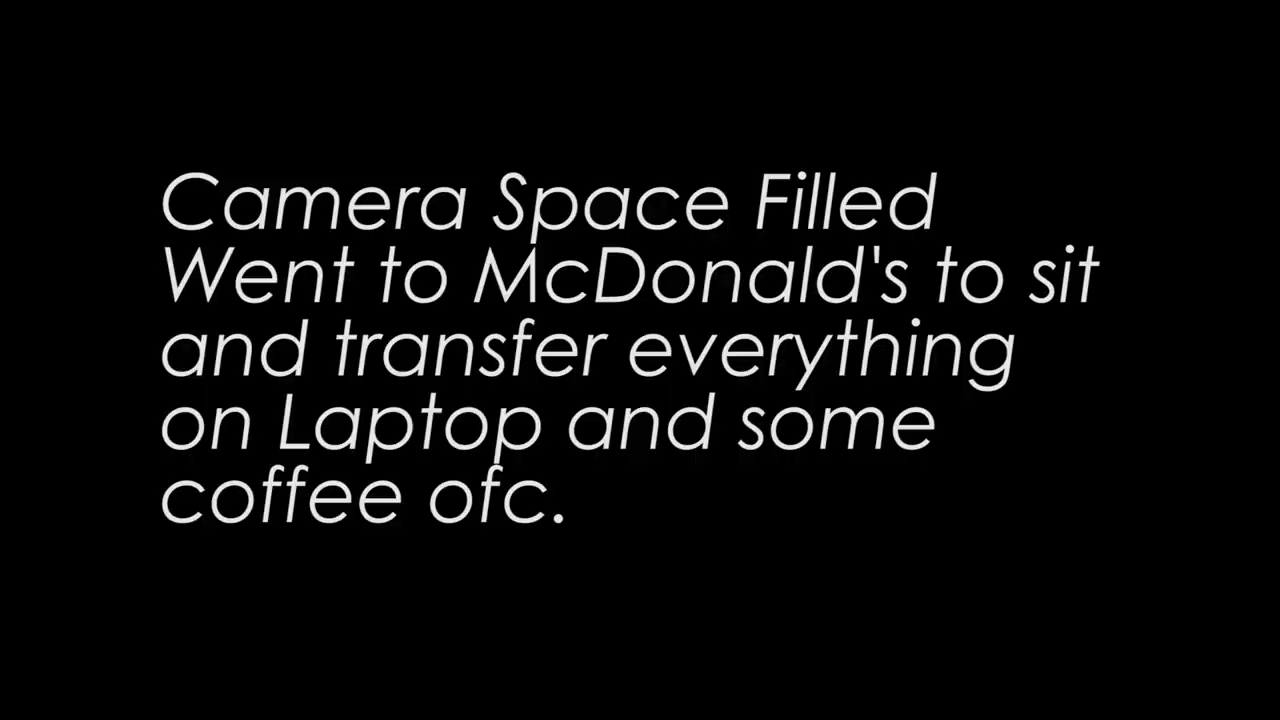 Camera Space Filled
Went to McDonald's to sit
and transfer everything
on Laptop and some
coffee ofc.